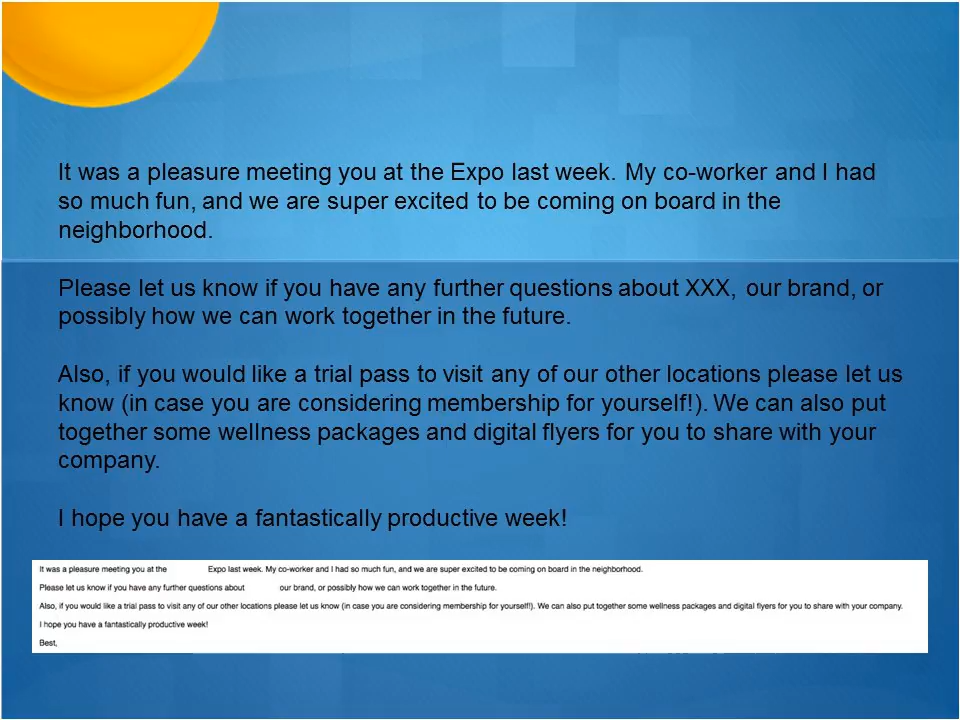 It was a pleasure meeting you at the Expo last week. My co-worker and I had
so much fun, and we are super excited to be coming on board in the
neighborhood.
Please let us know if you have any further questions about XXX, our brand, or
possibly how we can work together in the future.
Also, if you would like a trial pass to visit any of our other locations please let us
know (in case you are considering membership for yourself!). We can also put
together some wellness packages and digital flyers for you to share with your
company.
I hope you have a fantastically productive week!
It was a pleasure meeting you at the Expo last week. My co-worker and I had so much fun, and we are super excited to be coming on board in the neighborhood.
Please let us know if you have any further questions about our brand, or possibly how we can work together in the future.
Also, if you would like a trial pass to visit any of our other locations please let us know (in case you are considering membership for yourself!). We can also put together some wellness packages and digital flyers for you to share with your company.
I hope you have a fantastically productive week!
Best,